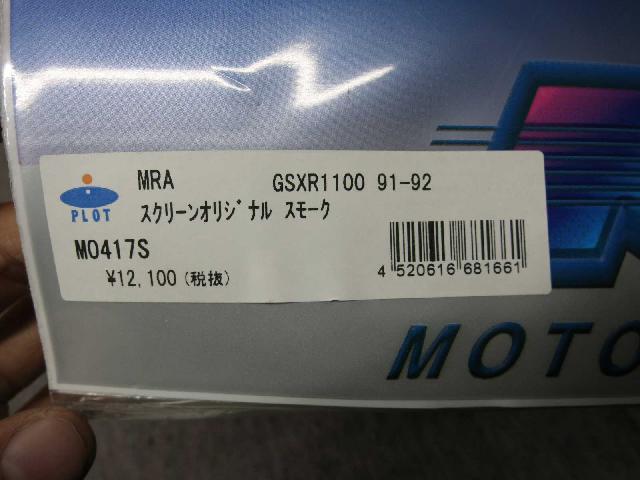 MRA GSXR1100 91-92
PLOT
スクリーンオリジナル スモーク
MO417S
¥12,100(税抜)
4 520616 681661
MOTO